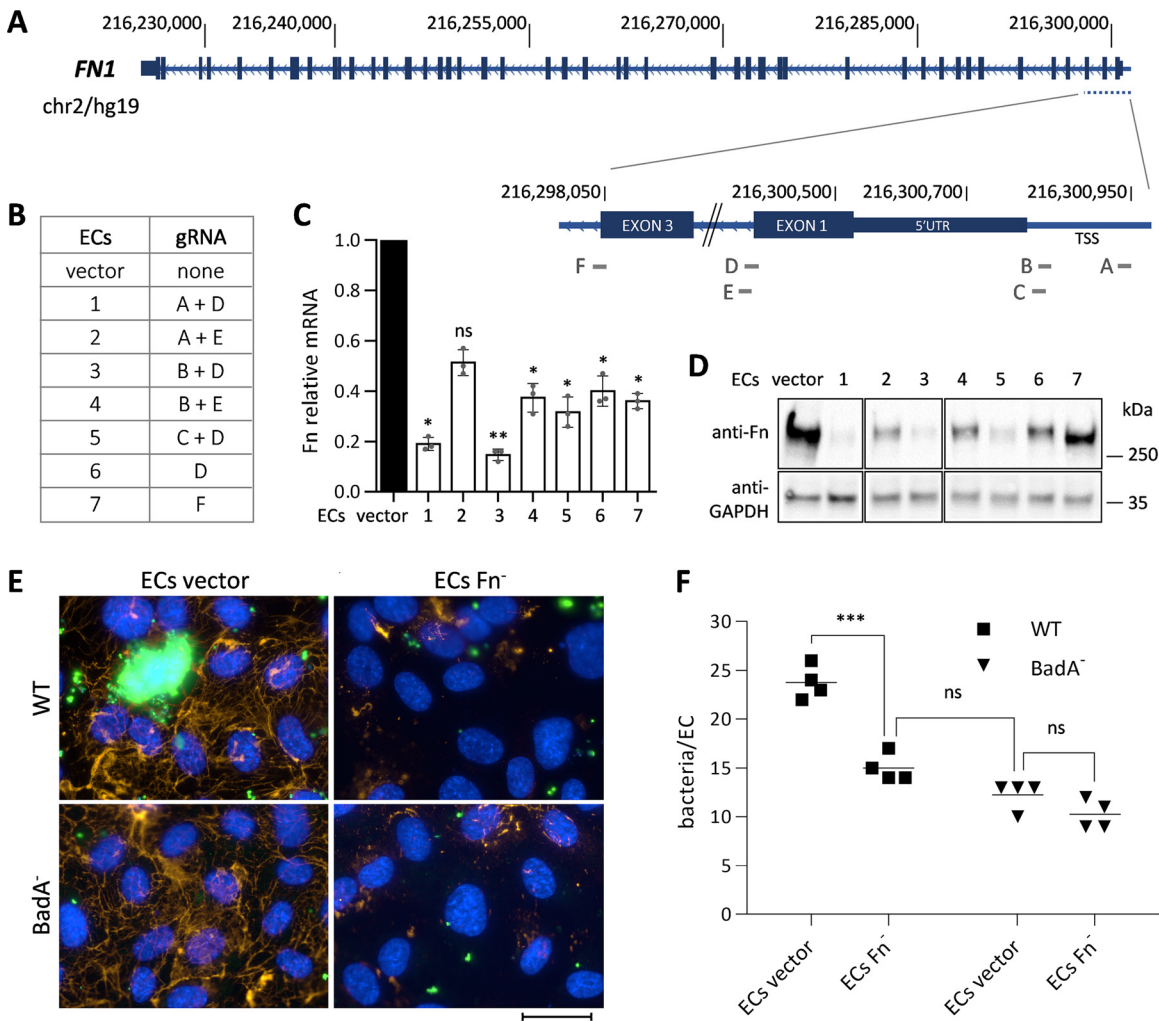 A
216,230,000 216,240,000 216,255,000 216,270,000 216,285,000 216,300,000
FN1
chr2/hg19
216,298,050 216,300,500 216,300,700 216,300,950
EXON 3 EXON 1 5'UTR
TSS
F D B A
E C
B
ECs gRNA
vector none
1 A + D
2 A + E
3 B + D
4 B + E
5 C + D
6 D
7 F
C
Fn relative mRNA
1.0
0.8
0.6
0.4
0.2
0.0
* ns ** * * * *
ECs vector 1 2 3 4 5 6 7
D
ECs vector 1 2 3 4 5 6 7
kDa
anti-Fn
250
anti-
GAPDH
35
E
ECs vector ECs Fn-
WT
BadA-
F
bacteria/EC
30
25
20
15
10
5
0
*** ns ns
WT
BadA-
ECs vector ECs Fn- ECs vector ECs Fn-